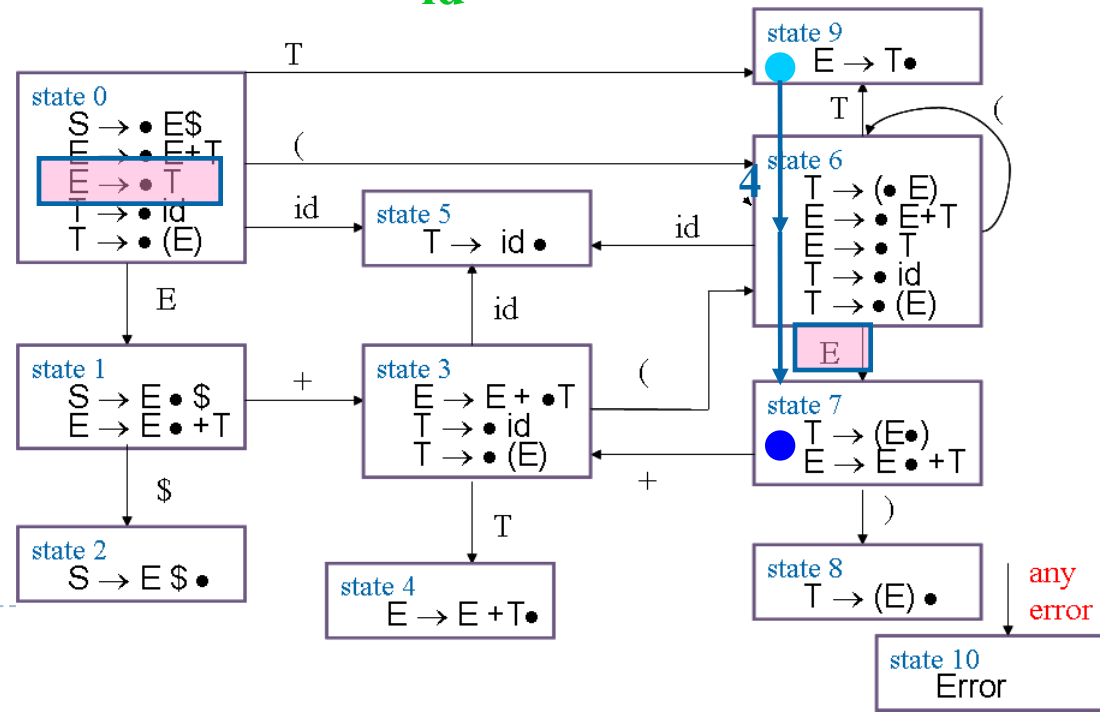 id
T
state 9
E → T●
state 0
S → ● E$
E → ● E+T
E → ● T
T → ● id
T → ● (E)
(
T
(
state 6
4
T → (● E)
E → ● E+T
E → ● T
T → ● id
T → ● (E)
id
state 5
T → id ●
id
E
id
E
state 1
S → E ● $
E → E ● +T
+
state 3
E → E + ●T
T → ● id
T → ● (E)
(
state 7
T → (E●)
E → E ● +T
+
$
T
)
state 2
S → E $ ●
state 4
E → E +T●
state 8
T → (E) ●
any
error
state 10
Error